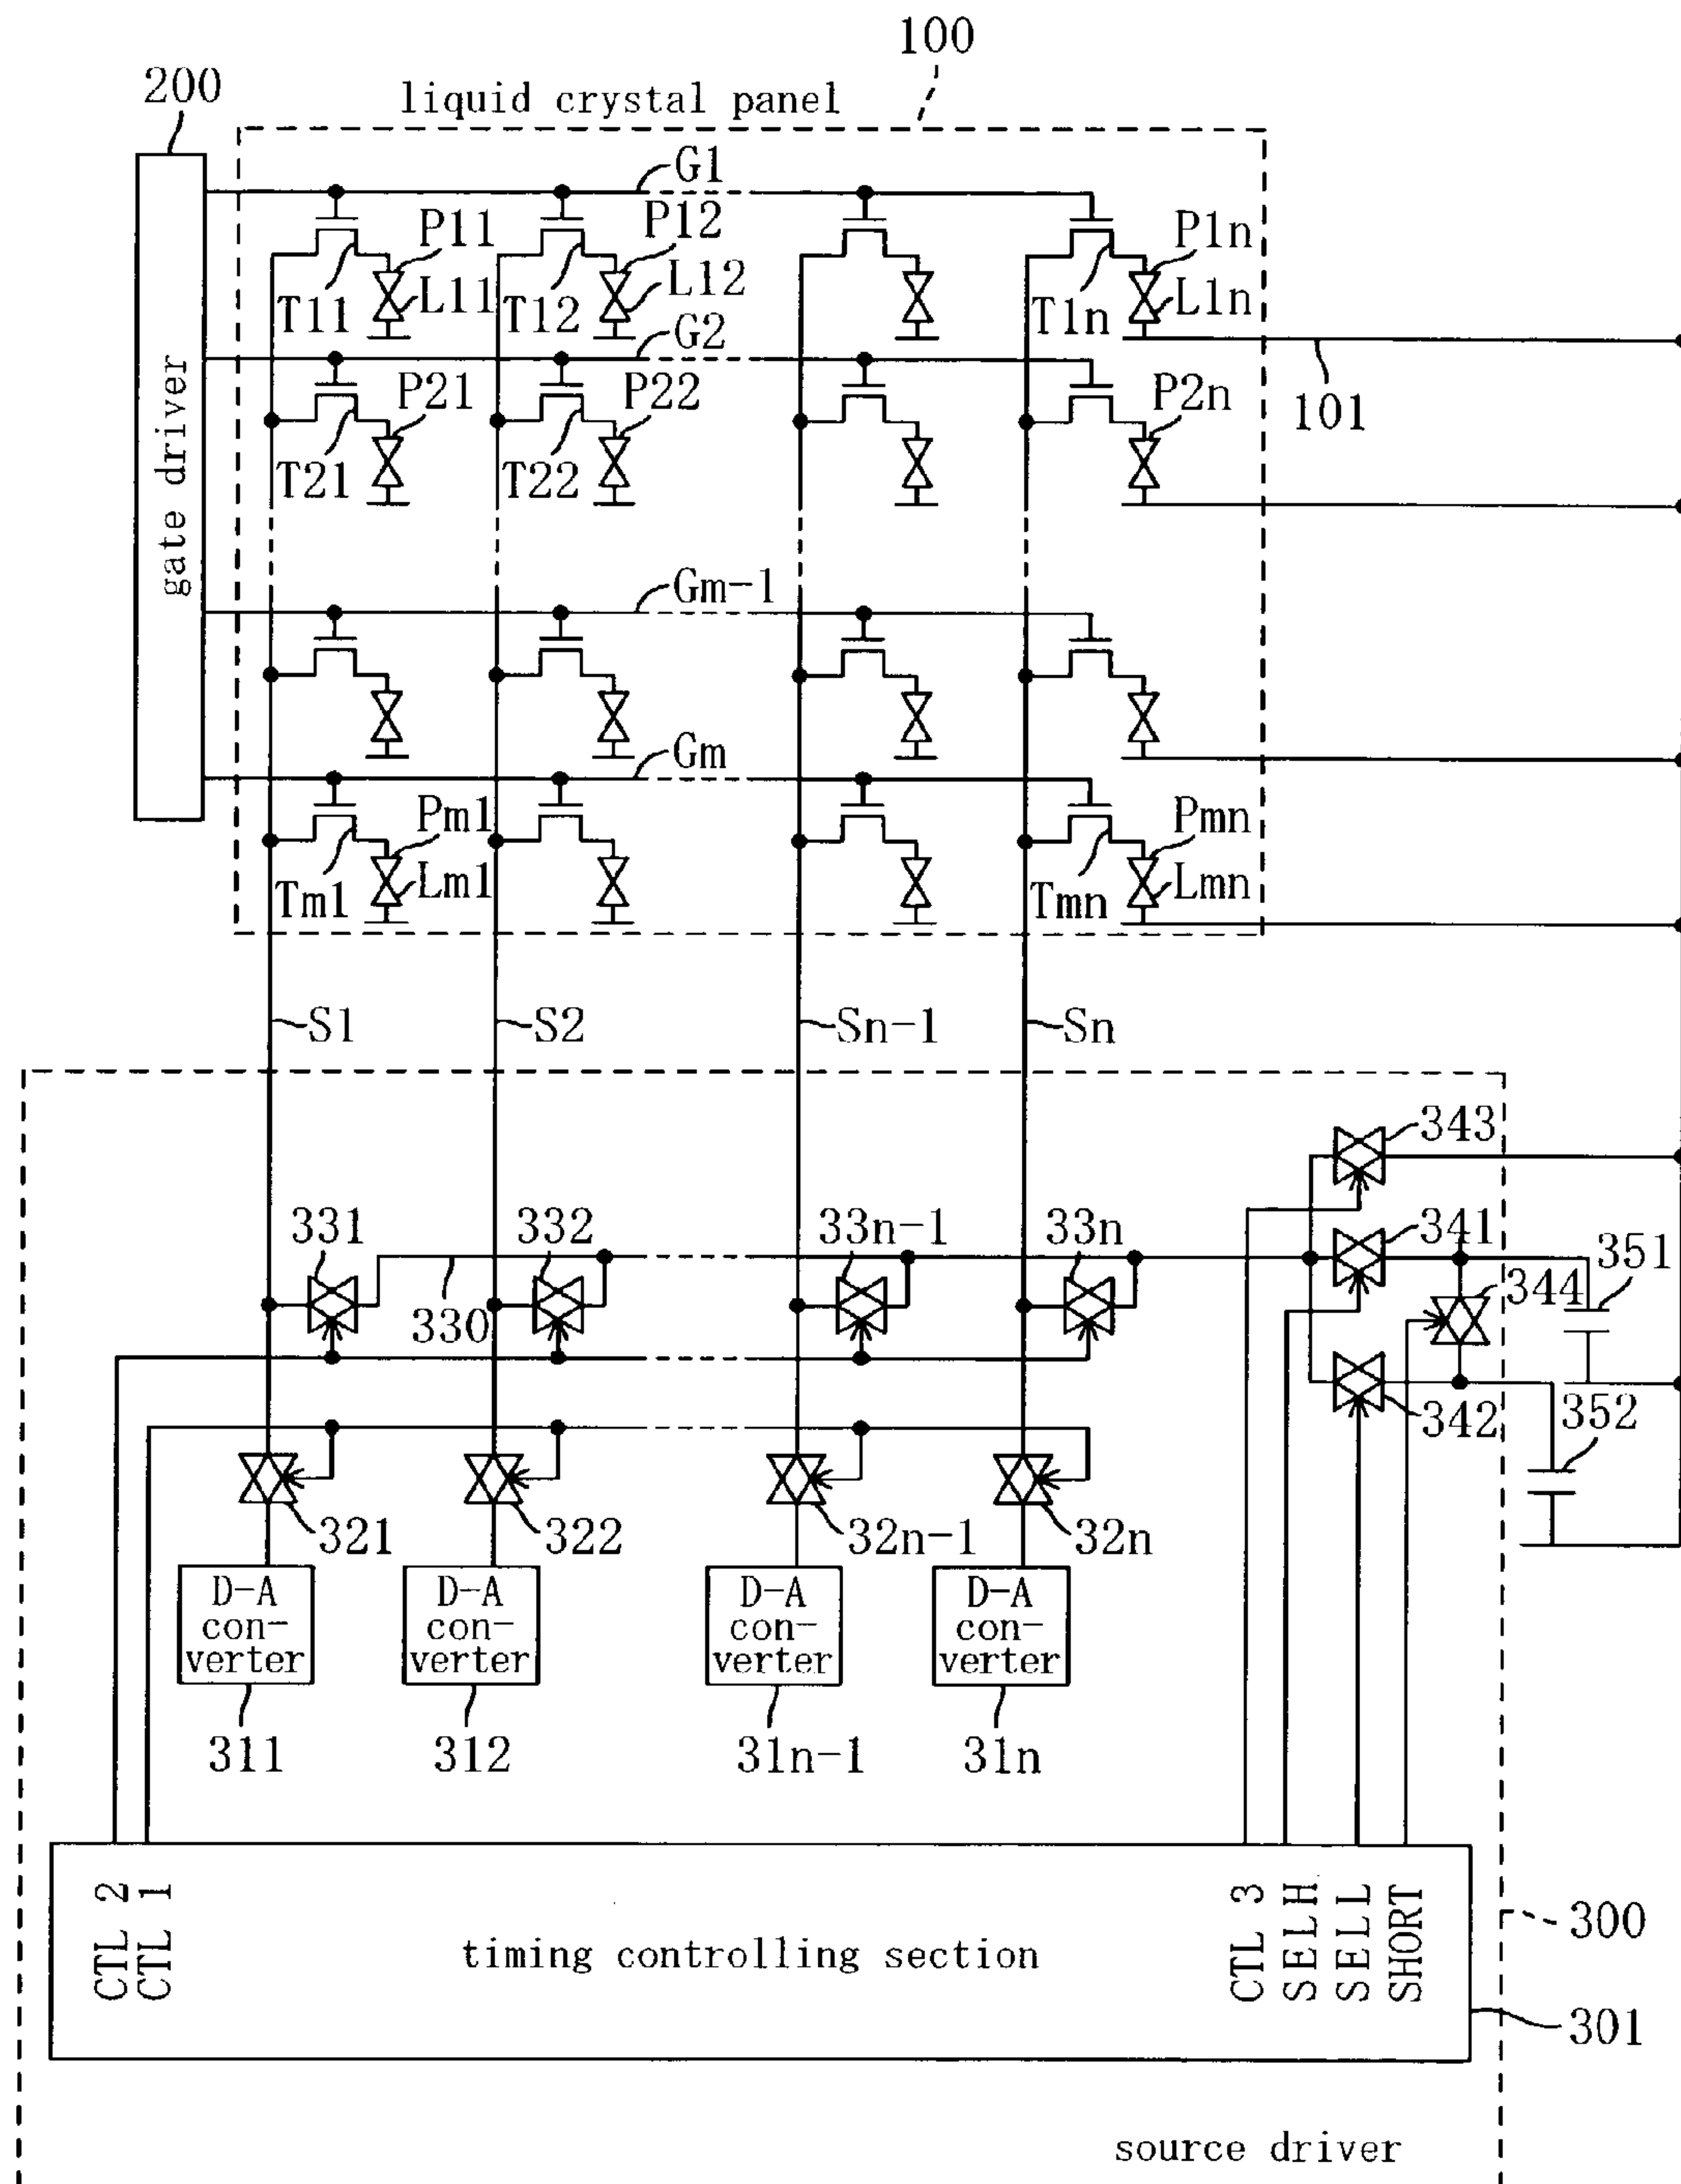 100
200
liquid crystal panel
G1
P11
P12
P1n
L11
L12
L1n
T11
T12
T1n
G2
P21
P22
P2n
101
T21
T22
gate driver
Gm-1
Gm
Pm1
Pmn
Lm1
Lmn
Tm1
Tmn
S1
S2
Sn-1
Sn
343
331
332
33n-1
33n
341
351
344
330
342
352
321
322
32n-1
32n
D-A
con-
verter
D-A
con-
verter
D-A
con-
verter
D-A
con-
verter
311
312
31n-1
31n
CTL 2
CTL 1
timing controlling section
CTL 3
SELH
SELL
SHORT
300
301
source driver